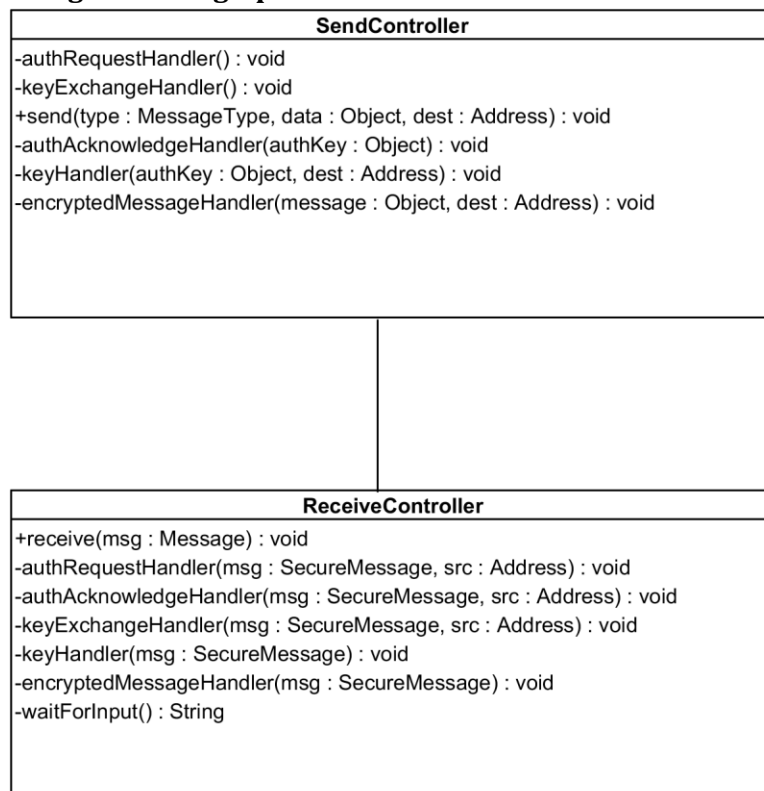 SendController
-authRequestHandler() : void
-keyExchangeHandler() : void
+send(type : MessageType, data : Object, dest : Address) : void
-authAcknowledgeHandler(authKey : Object) : void
-keyHandler(authKey : Object, dest : Address) : void
-encryptedMessageHandler(message : Object, dest : Address) : void
ReceiveController
+receive(msg : Message) : void
-authRequestHandler(msg : SecureMessage, src : Address) : void
-authAcknowledgeHandler(msg : SecureMessage, src : Address) : void
-keyExchangeHandler(msg : SecureMessage, src : Address) : void
-keyHandler(msg : SecureMessage) : void
-encryptedMessageHandler(msg : SecureMessage) : void
-waitForInput() : String